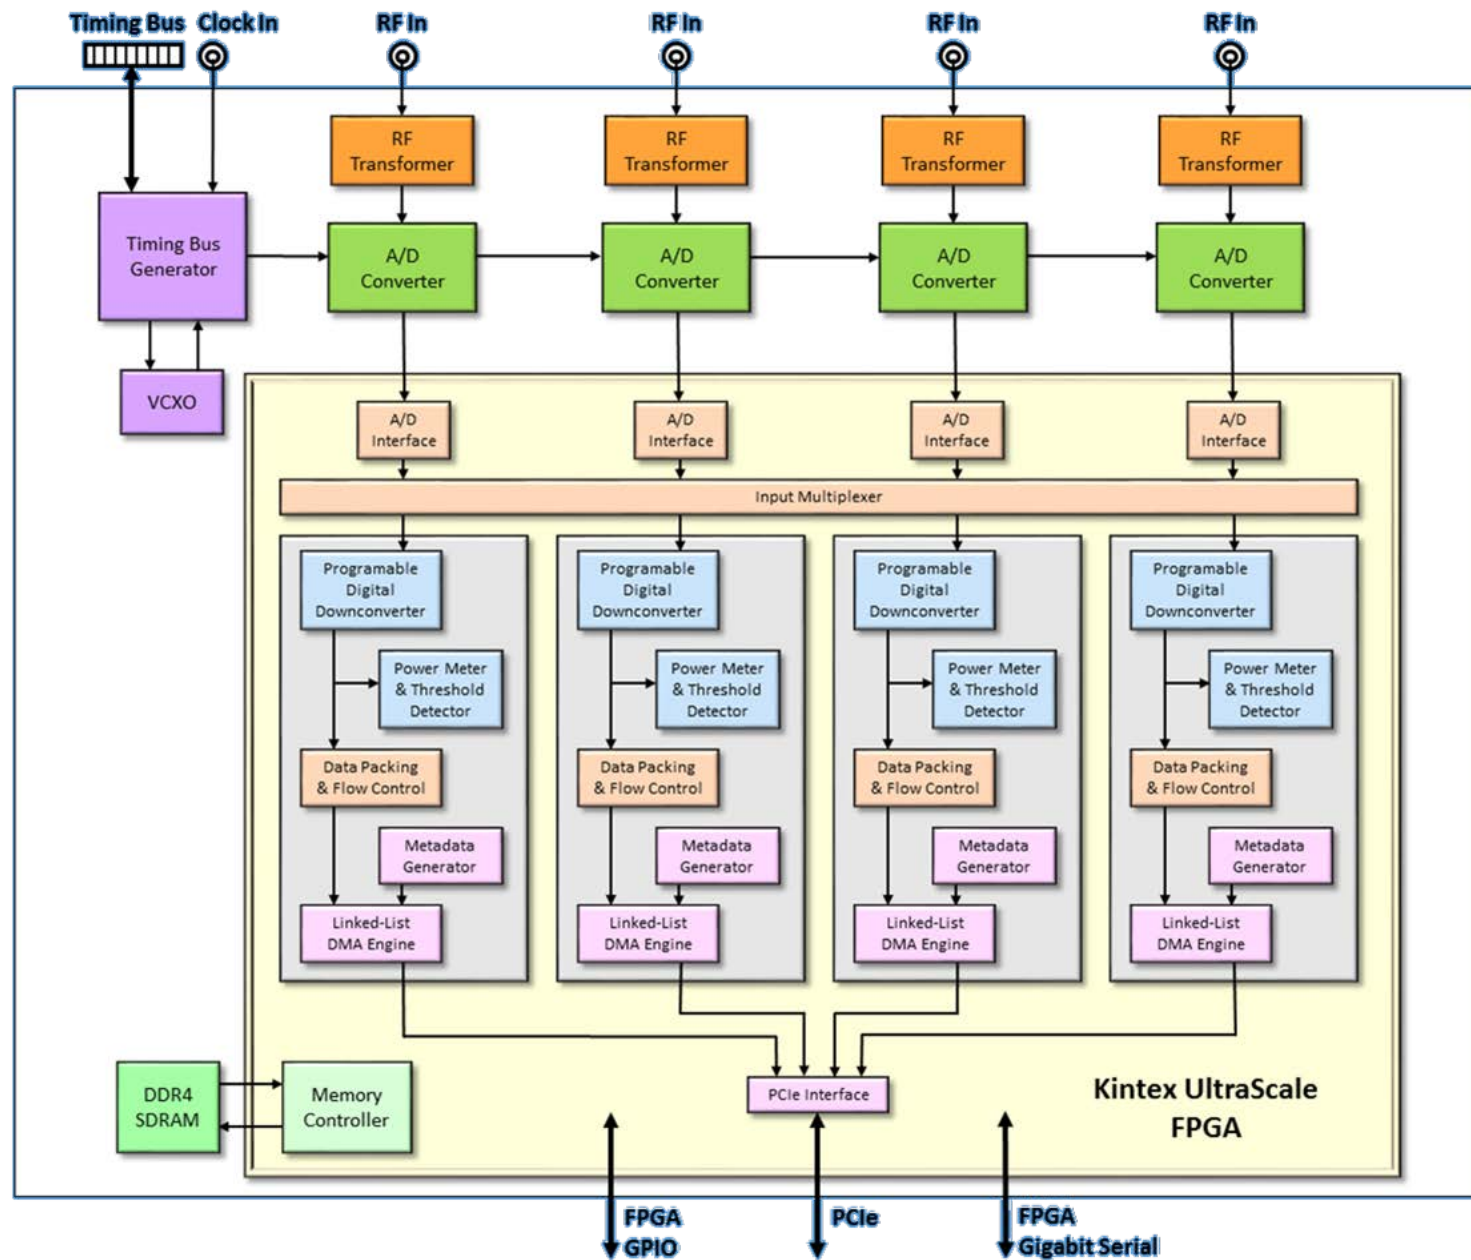 Timing Bus
Clock In
RF In
RF In
RF In
RF In
RF
Transformer
RF
Transformer
RF
Transformer
RF
Transformer
Timing Bus
Generator
A/D
Converter
A/D
Converter
A/D
Converter
A/D
Converter
VCXO
A/D
Interface
A/D
Interface
A/D
Interface
A/D
Interface
Input Multiplexer
Programable
Digital
Downconverter
Programable
Digital
Downconverter
Programable
Digital
Downconverter
Programable
Digital
Downconverter
Power Meter
& Threshold
Detector
Power Meter
& Threshold
Detector
Power Meter
& Threshold
Detector
Power Meter
& Threshold
Detector
Data Packing
& Flow Control
Data Packing
& Flow Control
Data Packing
& Flow Control
Data Packing
& Flow Control
Metadata
Generator
Metadata
Generator
Metadata
Generator
Metadata
Generator
Linked-List
DMA Engine
Linked-List
DMA Engine
Linked-List
DMA Engine
Linked-List
DMA Engine
DDR4
SDRAM
Memory
Controller
PCIe Interface
Kintex UltraScale
FPGA
FPGA
GPIO
PCIe
FPGA
Gigabit Serial